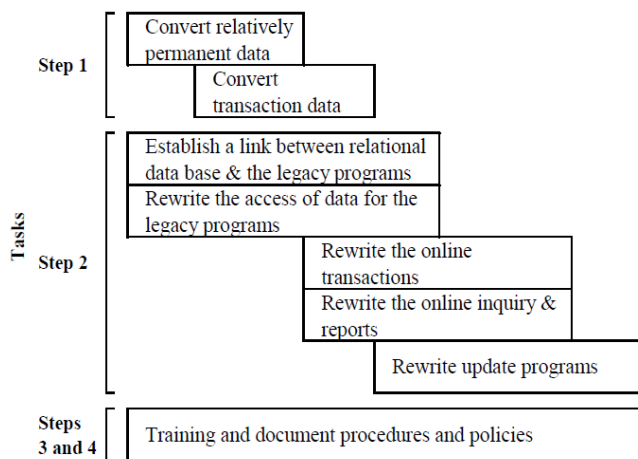 Convert relatively
permanent data
Step 1
Convert
transaction data
Establish a link between relational
data base & the legacy programs
Rewrite the access of data for the
legacy programs
Tasks
Step 2
Rewrite the online
transactions
Rewrite the online inquiry &
reports
Rewrite update programs
Steps
3 and 4
Training and document procedures and policies